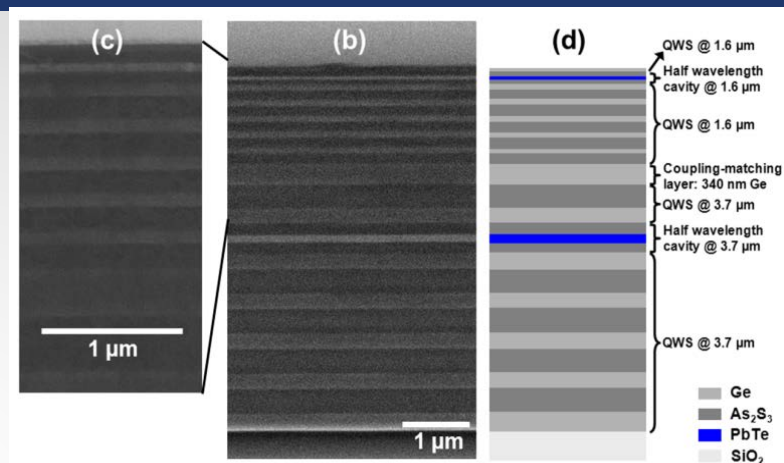 (c)
(b)
(d)
QWS @ 1.6 µm
Half wavelength
cavity @ 1.6 µm
QWS @ 1.6 µm
Coupling-matching
layer: 340 nm Ge
QWS @ 3.7 µm
Half wavelength
cavity @ 3.7 µm
QWS @ 3.7 µm
1 µm
1 µm
Ge
As₂S₃
PbTe
SiO₂